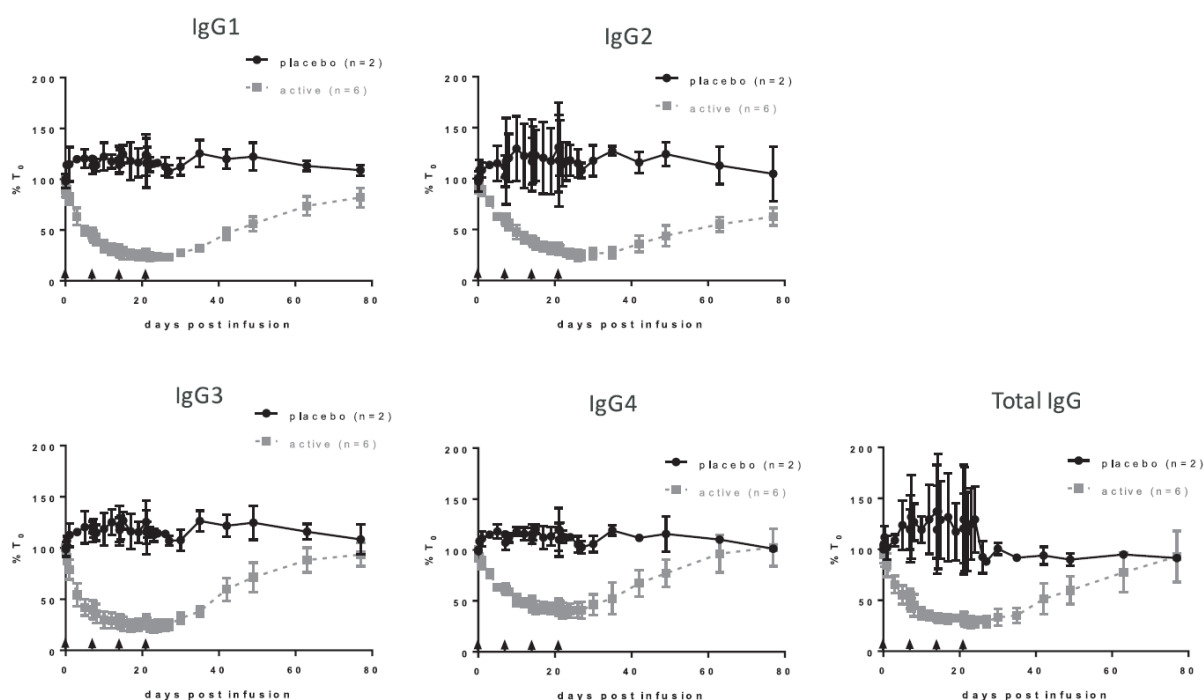 IgG1
placebo (n=2)
active (n=6)
200
150
100
50
0
% T0
0
20
40
60
80
days post infusion
IgG2
placebo (n=2)
active (n=6)
200
150
100
50
0
% T0
0
20
40
60
80
days post infusion
IgG3
placebo (n=2)
active (n=6)
200
150
100
50
0
% T0
0
20
40
60
80
days post infusion
IgG4
placebo (n=2)
active (n=6)
200
150
100
50
0
% T0
0
20
40
60
80
days post infusion
Total IgG
placebo (n=2)
active (n=6)
200
150
100
50
0
% T0
0
20
40
60
80
days post infusion